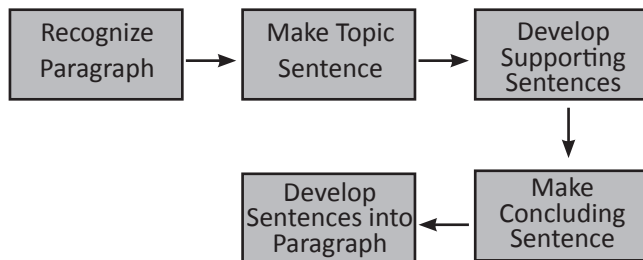 Recognize
Paragraph
Make Topic
Sentence
Develop
Supporting
Sentences
Make
Concluding
Sentence
Develop
Sentences into
Paragraph